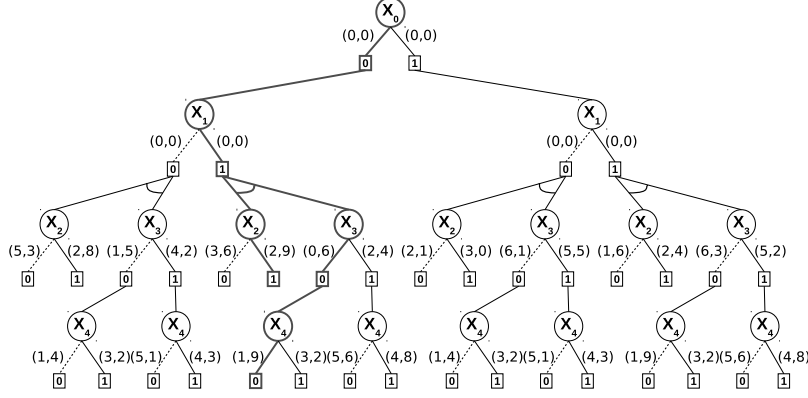 X₀
(0,0) (0,0)
0 1
X₁ X₁
(0,0) (0,0) (0,0) (0,0)
0 1 0 1
X₂ X₃ X₂ X₃ X₂ X₃ X₂ X₃
(5,3) (2,8) (1,5) (4,2) (3,6) (2,9) (0,6) (2,4) (2,1) (3,0) (6,1) (5,5) (1,6) (2,4) (6,3) (5,2)
0 1 0 1 0 1 0 1 0 1 0 1 0 1 0 1
X₄ X₄ X₄ X₄ X₄ X₄ X₄ X₄
(1,4) (3,2)(5,1) (4,3) (1,9) (3,2)(5,6) (4,8) (1,4) (3,2)(5,1) (4,3) (1,9) (3,2)(5,6) (4,8)
0 1 0 1 0 1 0 1 0 1 0 1 0 1 0 1